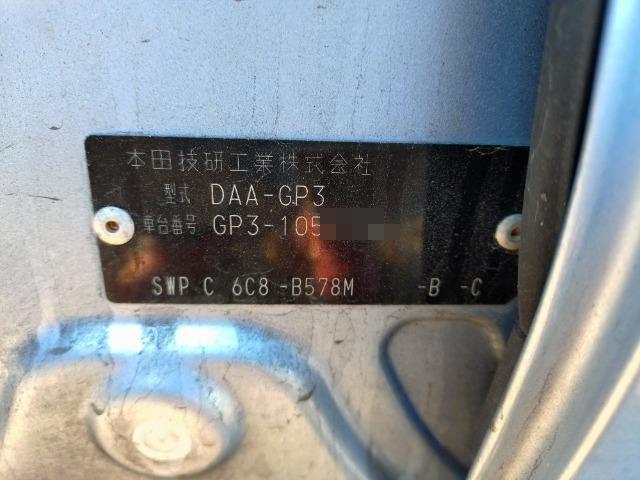 本田技研工業株式会社
型式 DAA-GP3
車台番号 GP3-105
SWP C 6C8 -B578M -B -C